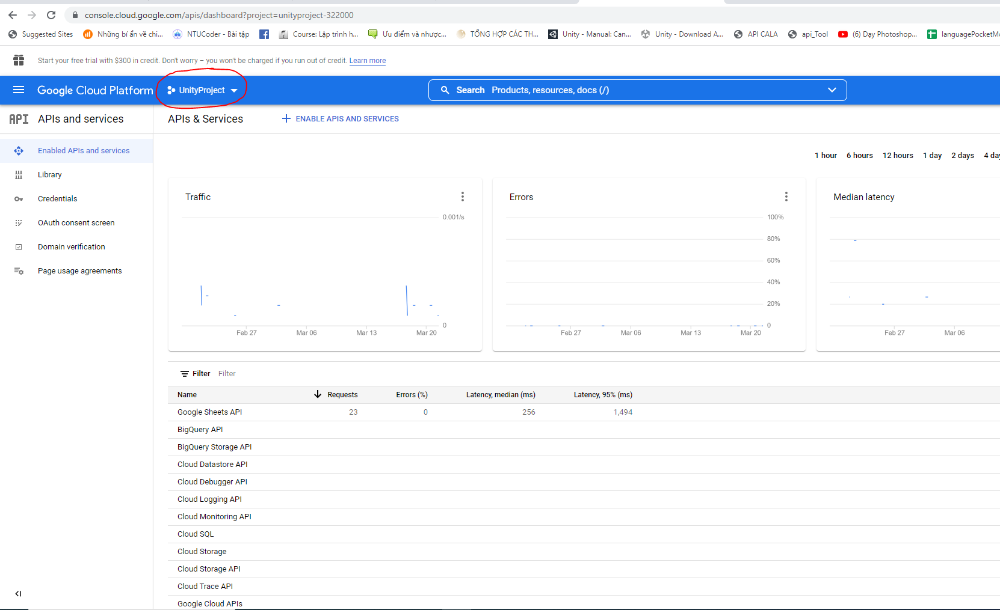 console.cloud.google.com/apis/dashboard?project=unityproject-322000
Suggested Sites Những bí ẩn về chi... NTUCoder - Bài tập Course: Lập trình h... Ưu điểm và nhược... TỔNG HỢP CÁC TH... Unity - Manual: Can... Unity - Download A... API CALA api_Tool (6) Dạy Photoshop... languagePocketMo
Start your free trial with $300 in credit. Don't worry – you won't be charged if you run out of credit. Learn more
Google Cloud Platform UnityProject Search Products, resources, docs (/)
API APIs and services APIs & Services ENABLE APIS AND SERVICES
Enabled APIs and services
Library
Credentials
OAuth consent screen
Domain verification
Page usage agreements
1 hour 6 hours 12 hours 1 day 2 days 4 day
Traffic
0.001/s
0
Feb 27 Mar 06 Mar 13 Mar 20
Errors
100%
80%
60%
40%
20%
0
Feb 27 Mar 06 Mar 13 Mar 20
Median latency
Feb 27 Mar 06
Filter Filter
Name Requests Errors (%) Latency, median (ms) Latency, 95% (ms)
Google Sheets API 23 0 256 1,494
BigQuery API
BigQuery Storage API
Cloud Datastore API
Cloud Debugger API
Cloud Logging API
Cloud Monitoring API
Cloud SQL
Cloud Storage
Cloud Storage API
Cloud Trace API
Google Cloud APIs